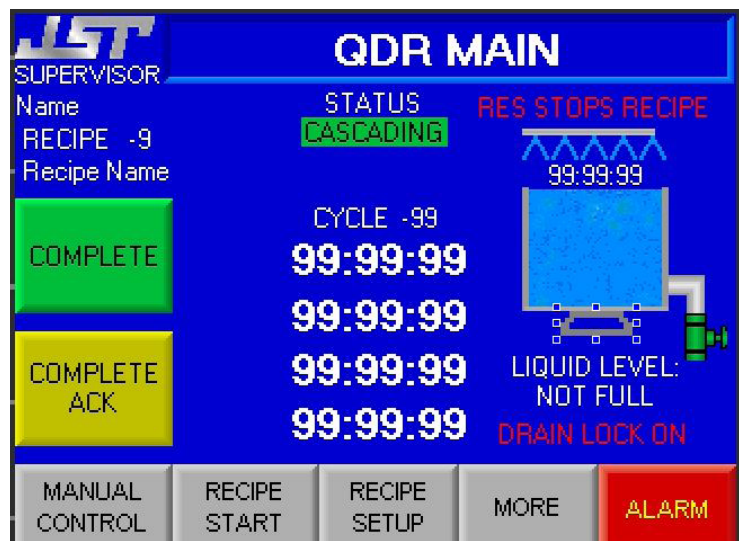 JST
QDR MAIN
SUPERVISOR
Name
STATUS
RES STOPS RECIPE
RECIPE -9
CASCADING
Recipe Name
99:99:99
CYCLE -99
COMPLETE
99:99:99
99:99:99
COMPLETE
ACK
99:99:99
LIQUID LEVEL:
NOT FULL
99:99:99
DRAIN LOCK ON
MANUAL
CONTROL
RECIPE
START
RECIPE
SETUP
MORE
ALARM